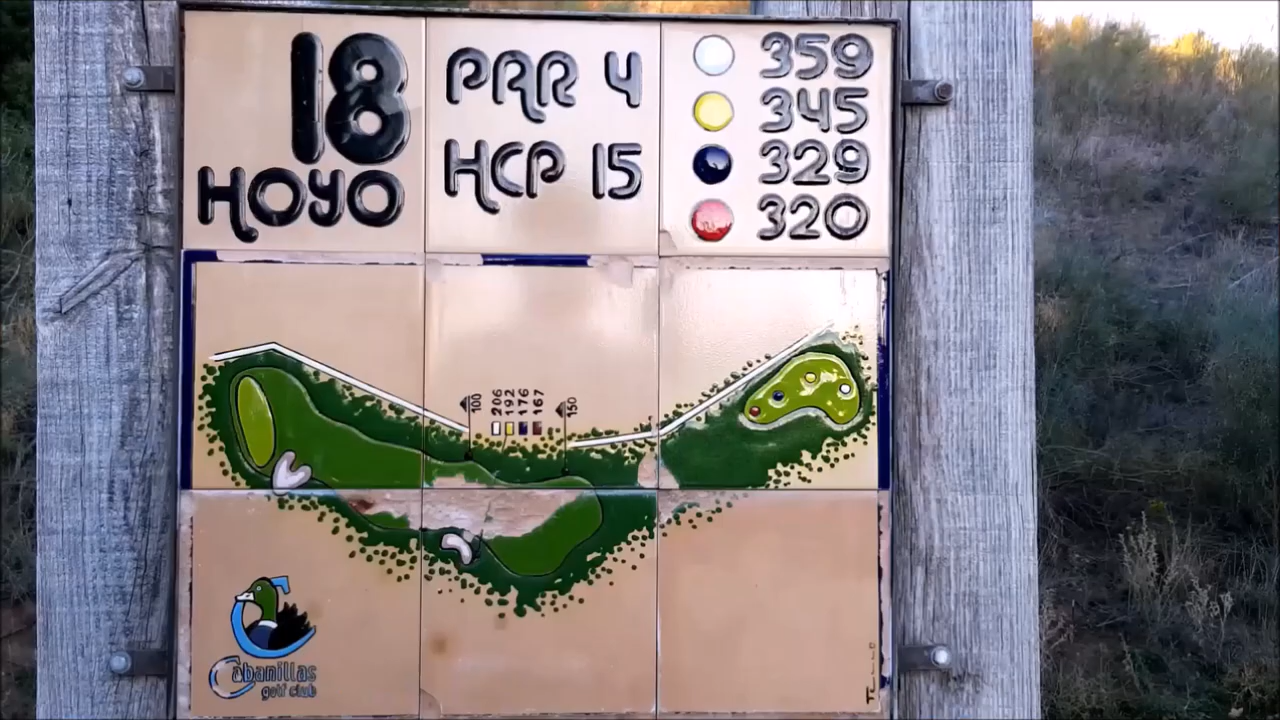 18
HOYO
PAR 4
HCP 15
359
345
329
320
100
206
192
176
167
150
Cabanillas
golf club